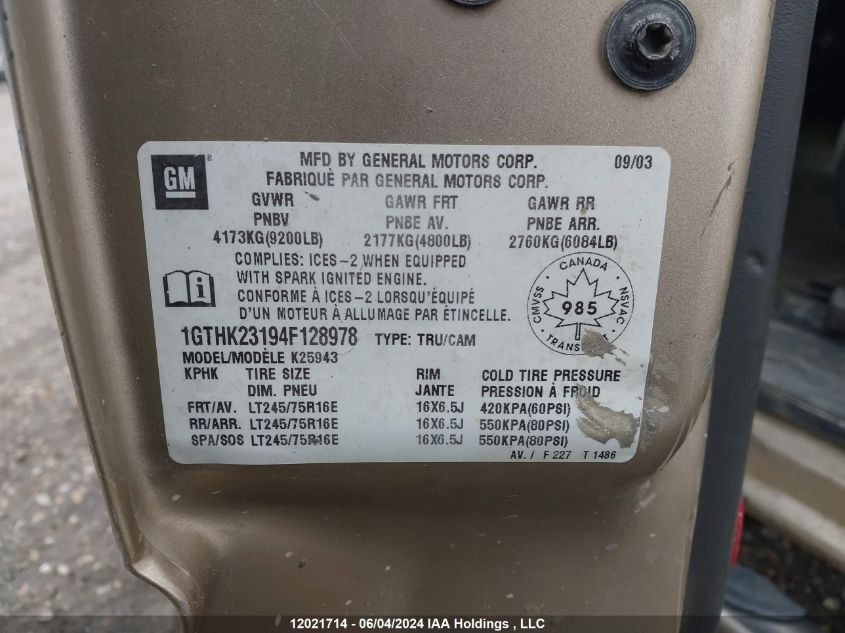 GM
®
MFD BY GENERAL MOTORS CORP. 09/03
FABRIQUÉ PAR GENERAL MOTORS CORP.
GVWR GAWR FRT GAWR RR
PNBV PNBE AV. PNBE ARR.
4173KG(9200LB) 2177KG(4800LB) 2760KG(6084LB)
COMPLIES: ICES-2 WHEN EQUIPPED
WITH SPARK IGNITED ENGINE.
CONFORME À ICES-2 LORSQU'ÉQUIPÉ
D'UN MOTEUR À ALLUMAGE PAR ÉTINCELLE.
CANADA
CMVSS
985
NSVAC
TRANSPORT
1GTHK23194F128978 TYPE: TRU/CAM
MODEL/MODÈLE K25943
KPHK TIRE SIZE RIM COLD TIRE PRESSURE
DIM. PNEU JANTE PRESSION À FROID
FRT/AV. LT245/75R16E 16X6.5J 420KPA(60PSI)
RR/ARR. LT245/75R16E 16X6.5J 550KPA(80PSI)
SPA/SOS LT245/75R16E 16X6.5J 550KPA(80PSI)
AV./ F 227 T 1486
12021714 - 06/04/2024 IAA Holdings , LLC